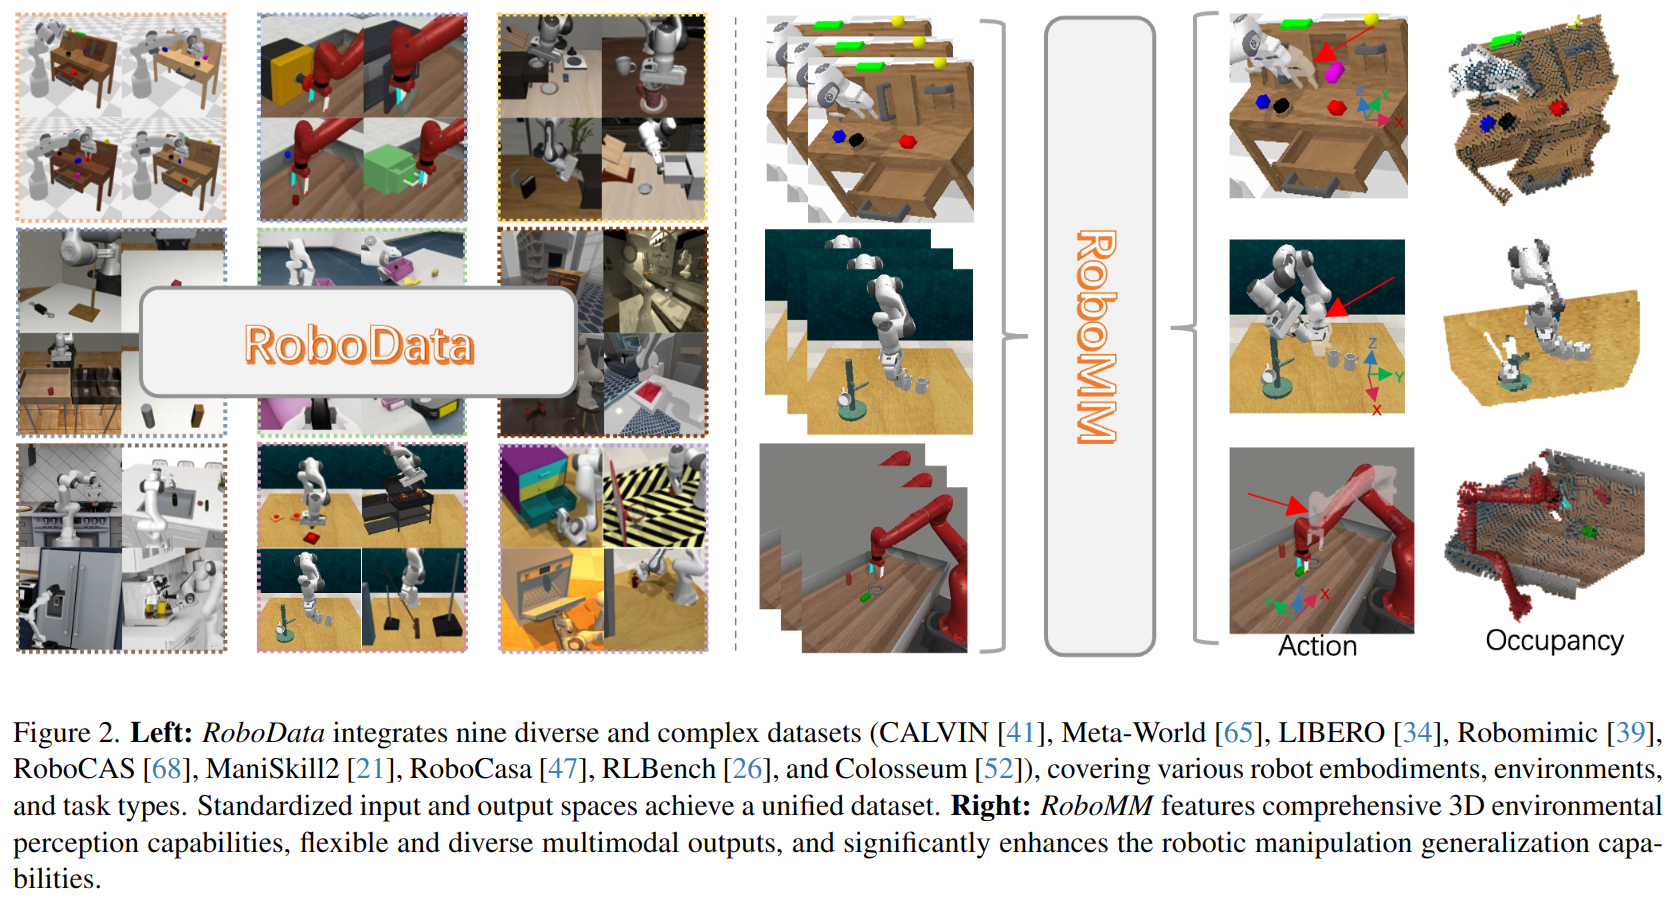 RoboData
RoboMM
Z
Y
X
Z
Y
X
Y
Z
X
Action
Occupancy
Figure 2. Left: RoboData integrates nine diverse and complex datasets (CALVIN [41], Meta-World [65], LIBERO [34], Robomimic [39],
RoboCAS [68], ManiSkill2 [21], RoboCasa [47], RLBench [26], and Colosseum [52]), covering various robot embodiments, environments,
and task types. Standardized input and output spaces achieve a unified dataset. Right: RoboMM features comprehensive 3D environmental
perception capabilities, flexible and diverse multimodal outputs, and significantly enhances the robotic manipulation generalization capa-
bilities.